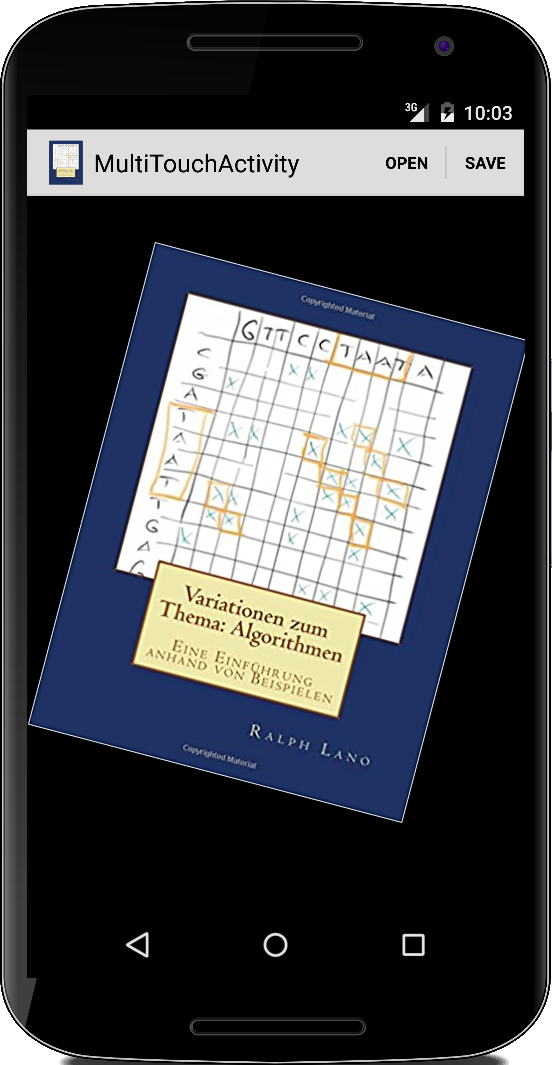 3G 10:03
MultiTouchActivity OPEN SAVE
Copyrighted Material
G T T C C T A A T A
C
G
A
T
A
A
T
T
G
A
G
Variationen zum
Thema: Algorithmen
Eine Einführung
anhand von Beispielen
Ralph Lano
Copyrighted Material